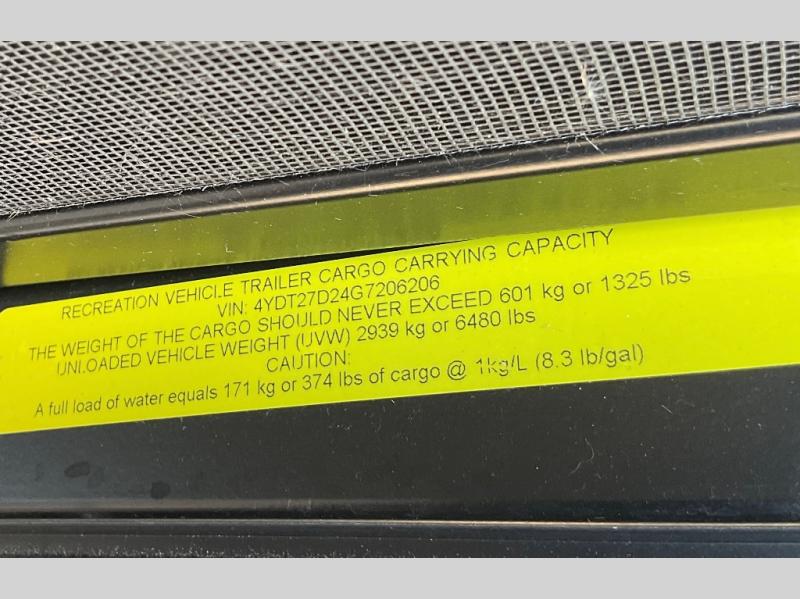 RECREATION VEHICLE TRAILER CARGO CARRYING CAPACITY
VIN: 4YDT27D24G7206206
THE WEIGHT OF THE CARGO SHOULD NEVER EXCEED 601 kg or 1325 lbs
UNLOADED VEHICLE WEIGHT (UVW) 2939 kg or 6480 lbs
CAUTION:
A full load of water equals 171 kg or 374 lbs of cargo @ 1kg/L (8.3 lb/gal)